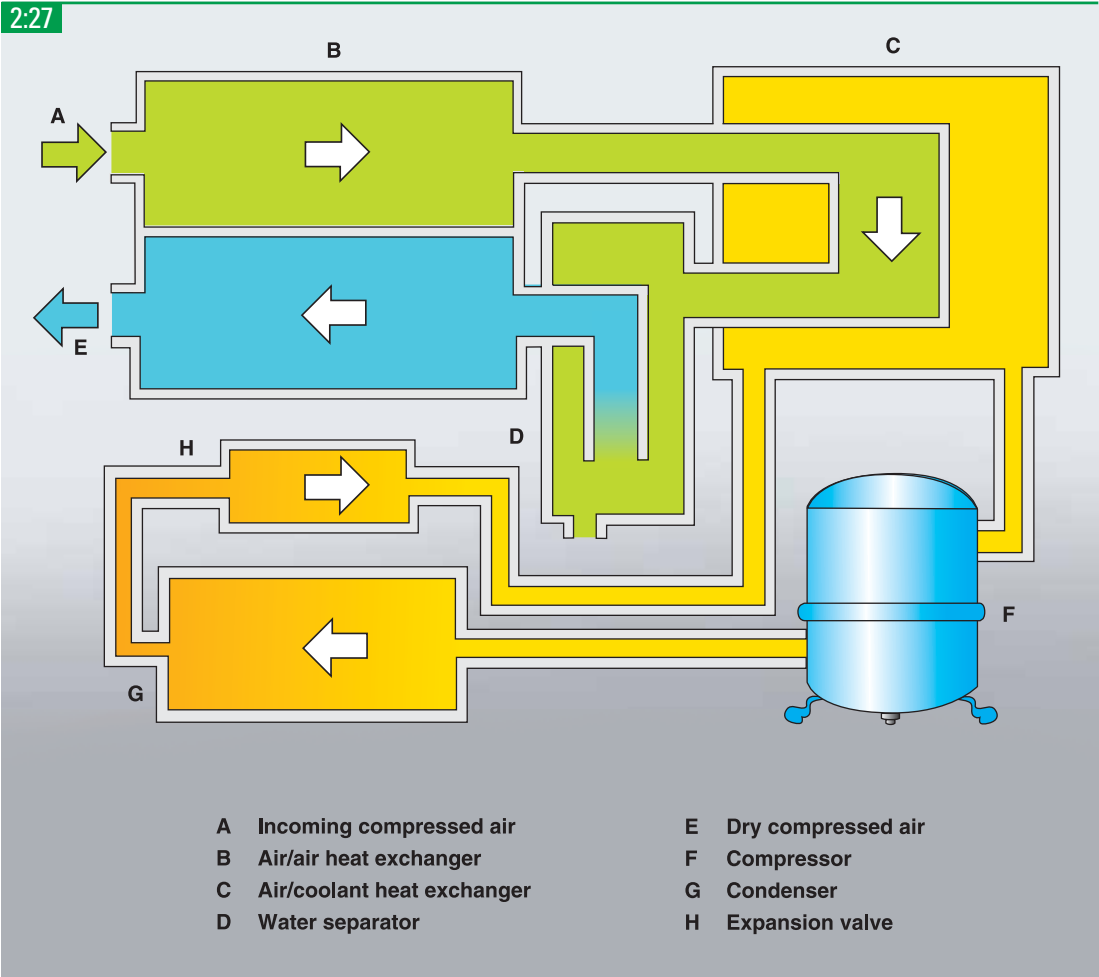 2:27
B
C
A
E
D
H
F
G
A Incoming compressed air
B Air/air heat exchanger
C Air/coolant heat exchanger
D Water separator
E Dry compressed air
F Compressor
G Condenser
H Expansion valve